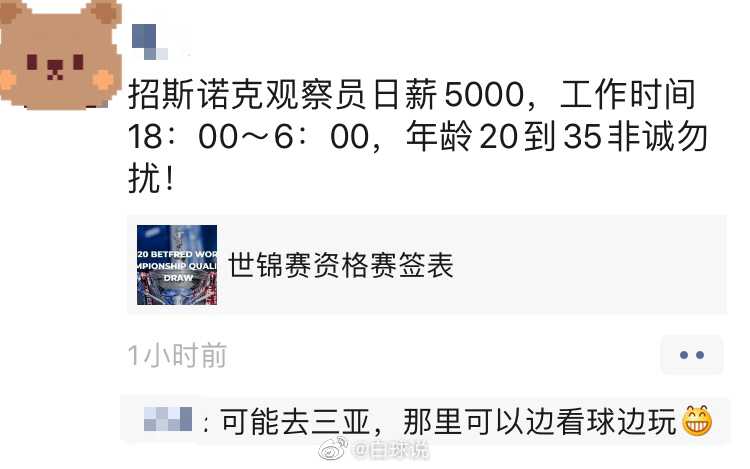 招斯诺克观察员日薪5000，工作时间
18：00～6：00，年龄20到35非诚勿
扰！
20 BETFRED WOR
MPIONSHIP QUALI
DRAW
世锦赛资格赛签表
1小时前
：可能去三亚，那里可以边看球边玩😁
@白球说